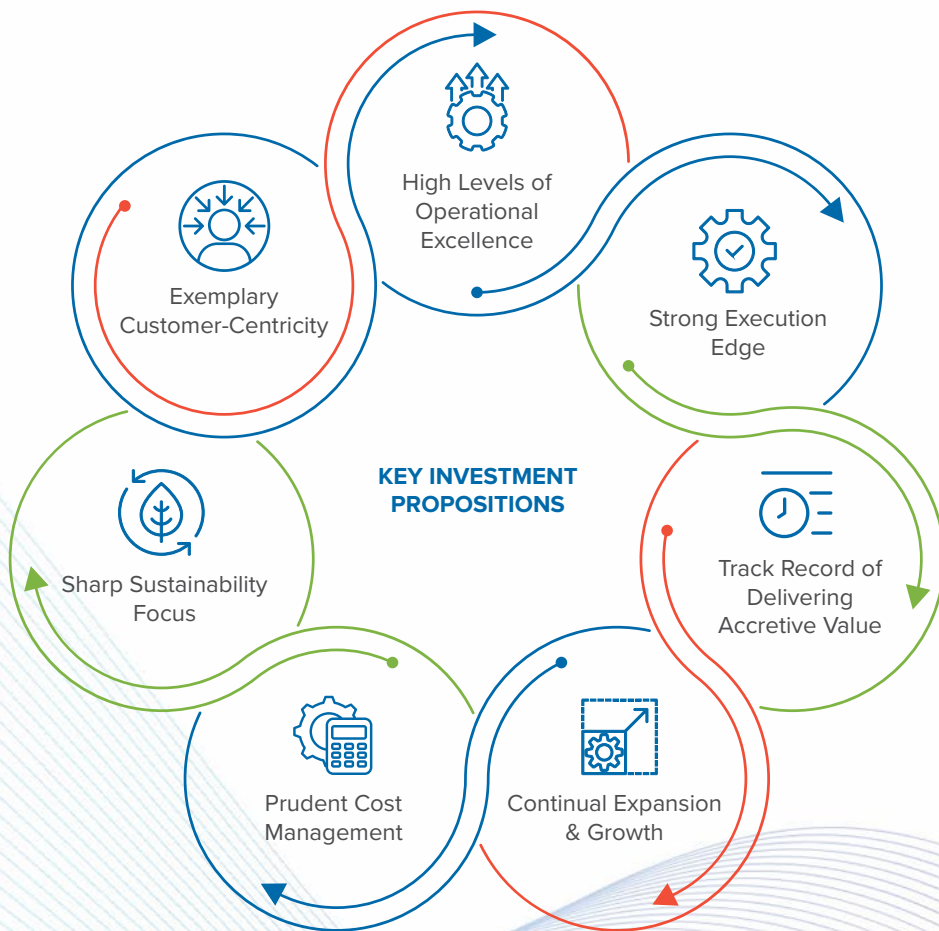 High Levels of
Operational
Excellence
Exemplary
Customer-Centricity
Strong Execution
Edge
KEY INVESTMENT
PROPOSITIONS
Sharp Sustainability
Focus
Track Record of
Delivering
Accretive Value
Prudent Cost
Management
Continual Expansion
& Growth